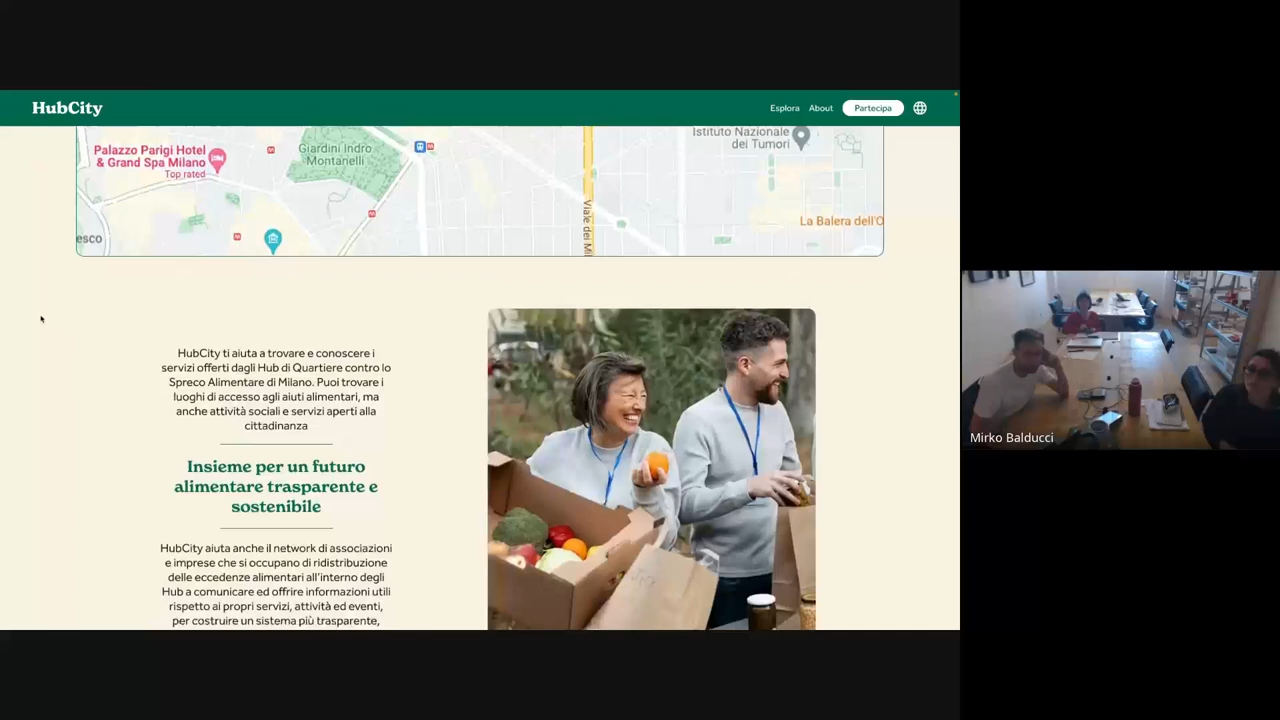 HubCity
Esplora
About
Partecipa
Palazzo Parigi Hotel
& Grand Spa Milano
Top rated
Giardini Indro
Montanelli
Istituto Nazionale
dei Tumori
Viale dei Mi
La Balera dell'O
esco
HubCity ti aiuta a trovare e conoscere i
servizi offerti dagli Hub di Quartiere contro lo
Spreco Alimentare di Milano. Puoi trovare i
luoghi di accesso agli aiuti alimentari, ma
anche attività sociali e servizi aperti alla
cittadinanza
Insieme per un futuro
alimentare trasparente e
sostenibile
HubCity aiuta anche il network di associazioni
e imprese che si occupano di ridistribuzione
delle eccedenze alimentari all'interno degli
Hub a comunicare ed offrire informazioni utili
rispetto ai propri servizi, attività ed eventi,
per costruire un sistema più trasparente,
Mirko Balducci